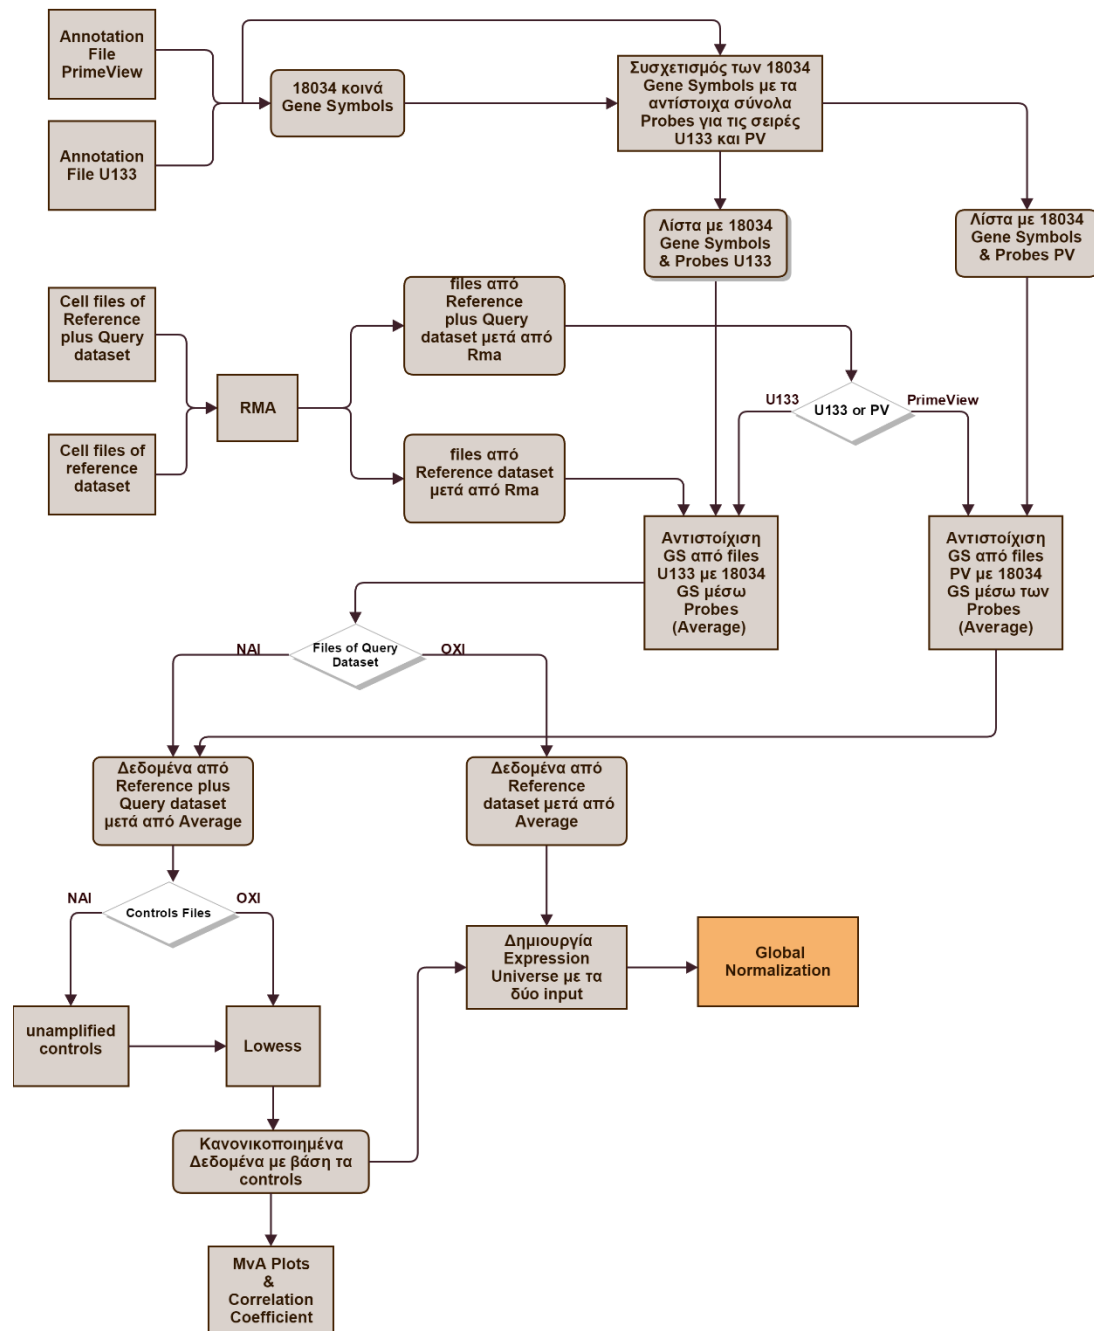 Annotation
File
PrimeView
18034 κοινά
Gene Symbols
Συσχετισμός των 18034
Gene Symbols με τα
αντίστοιχα σύνολα
Probes για τις σειρές
U133 και PV
Annotation
File U133
Λίστα με 18034
Gene Symbols
& Probes U133
Λίστα με 18034
Gene Symbols
& Probes PV
Cell files of
Reference
plus Query
dataset
files από
Reference
plus Query
dataset μετά από
Rma
RMA
U133
U133 or PV
PrimeView
Cell files of
reference
dataset
files από
Reference dataset
μετά από Rma
Αντιστοίχιση
GS από files
U133 με 18034
GS μέσω
Probes
(Average)
Αντιστοίχιση
GS από files
PV με 18034
GS μέσω των
Probes
(Average)
ΝΑΙ
Files of Query
Dataset
ΟΧΙ
Δεδομένα από
Reference plus
Query dataset
μετά από Average
Δεδομένα από
Reference
dataset μετά από
Average
ΝΑΙ
Controls Files
ΟΧΙ
Δημιουργία
Expression
Universe με τα
δύο input
Global
Normalization
unamplified
controls
Lowess
Κανονικοποιημένα
Δεδομένα με βάση τα
controls
MvA Plots
&
Correlation
Coefficient